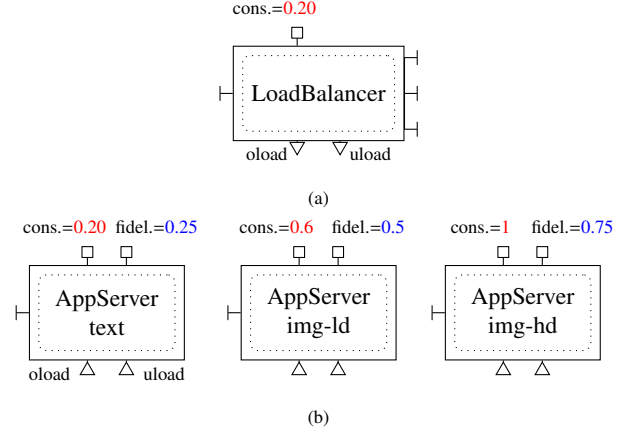 cons.=0.20
LoadBalancer
oload uload
(a)
cons.=0.20 fidel.=0.25 cons.=0.6 fidel.=0.5 cons.=1 fidel.=0.75
AppServer AppServer AppServer
text img-ld img-hd
oload uload
(b)